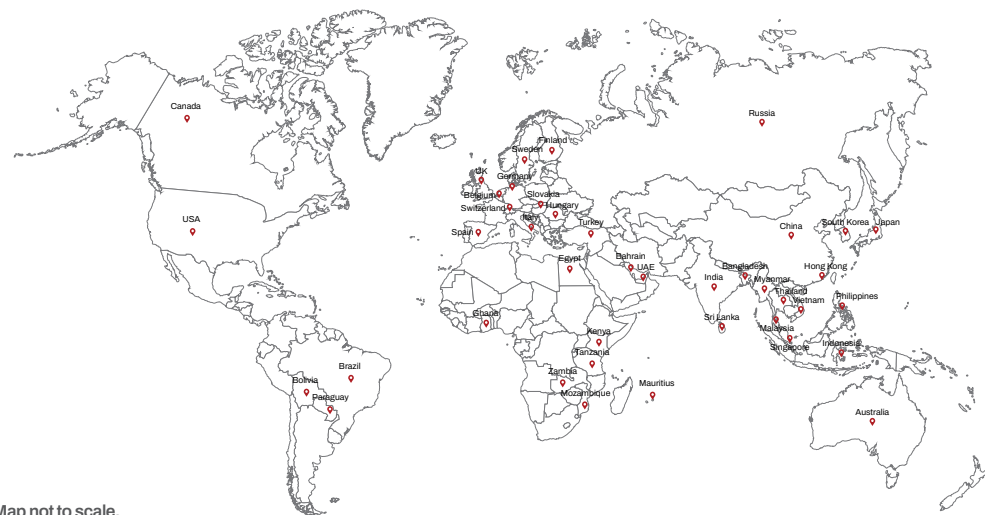 Canada
Russia
Finland
Sweden
UK
Germany
Belgium
Slovakia
Switzerland
Hungary
USA
Italy
Spain
Turkey
China
South Korea
Japan
Egypt
Bahrain
UAE
India
Bangladesh
Myanmar
Hong Kong
Thailand
Vietnam
Philippines
Ghana
Sri Lanka
Malaysia
Singapore
Indonesia
Kenya
Tanzania
Brazil
Bolivia
Paraguay
Zambia
Mozambique
Mauritius
Australia
Map not to scale.